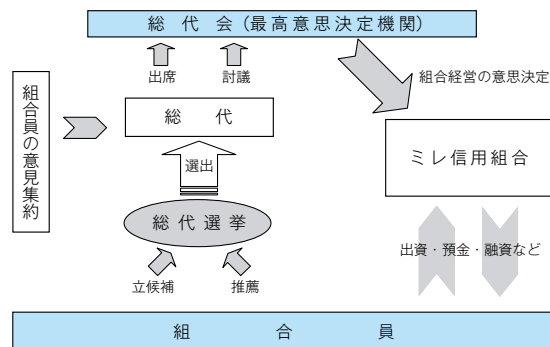 総代会(最高意思決定機関)
出席
討議
組合経営の意思決定
組合員の意見集約
総代
ミレ信用組合
選出
総代選挙
出資・預金・融資など
立候補
推薦
組合員